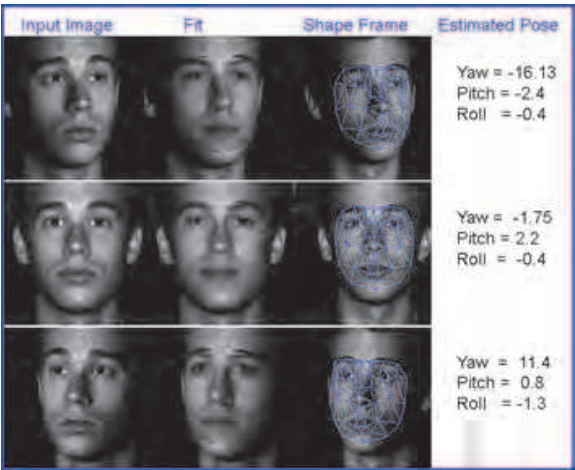 Input Image Fit Shape Frame Estimated Pose
Yaw = -16.13
Pitch = -2.4
Roll = -0.4
Yaw = -1.75
Pitch = 2.2
Roll = -0.4
Yaw = 11.4
Pitch = 0.8
Roll = -1.3